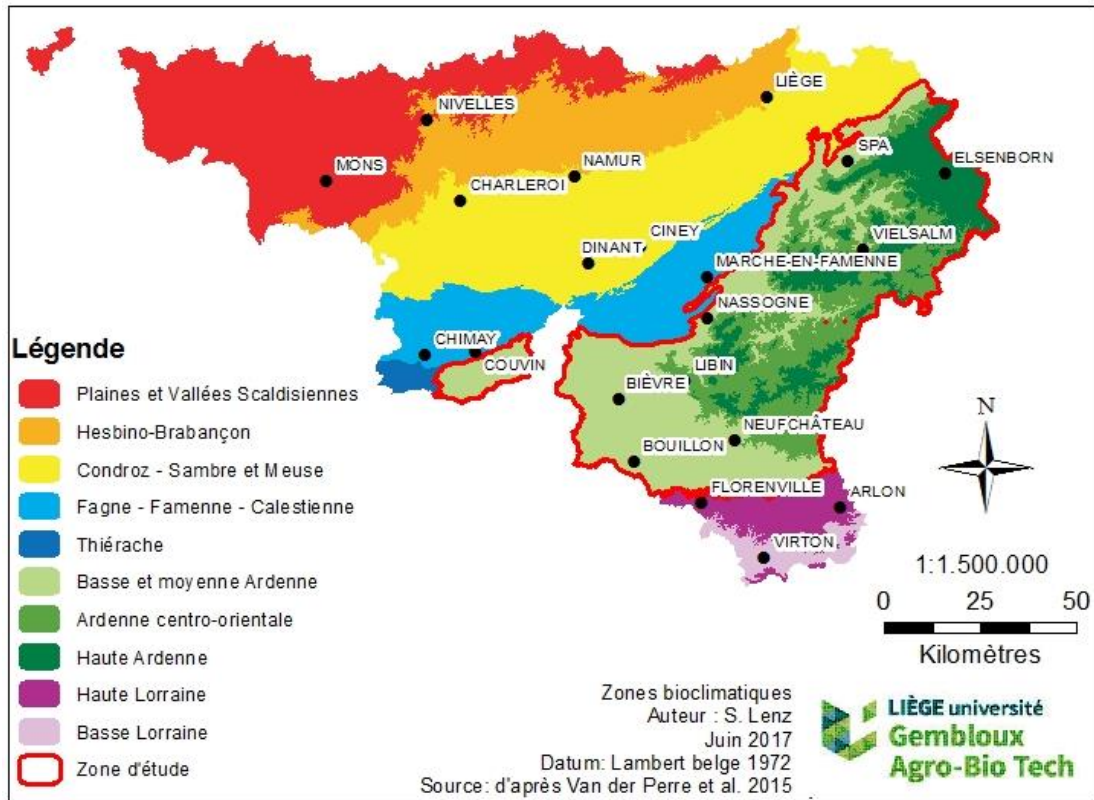 LIÈGE
NIVELLES
SPA
NAMUR
ELSENBORN
MONS
CHARLEROI
CINEY
VIELSALM
DINANT
MARCHE-EN-FAMENNE
NASSOGNE
CHIMAY
COUVIN
LIBIN
BIÈVRE
NEUFCHÂTEAU
BOUILLON
FLORENVILLE
ARLON
VIRTON
Légende
Plaines et Vallées Scaldisiennes
Hesbino-Brabançon
Condroz - Sambre et Meuse
Fagne - Famenne - Calestienne
Thiérache
Basse et moyenne Ardenne
Ardenne centro-orientale
Haute Ardenne
Haute Lorraine
Basse Lorraine
Zone d'étude
N
1:1.500.000
0 25 50
Kilomètres
Zones bioclimatiques
Auteur : S. Lenz
Juin 2017
Datum: Lambert belge 1972
Source: d'après Van der Perre et al. 2015
LIÈGE université
Gembloux
Agro-Bio Tech